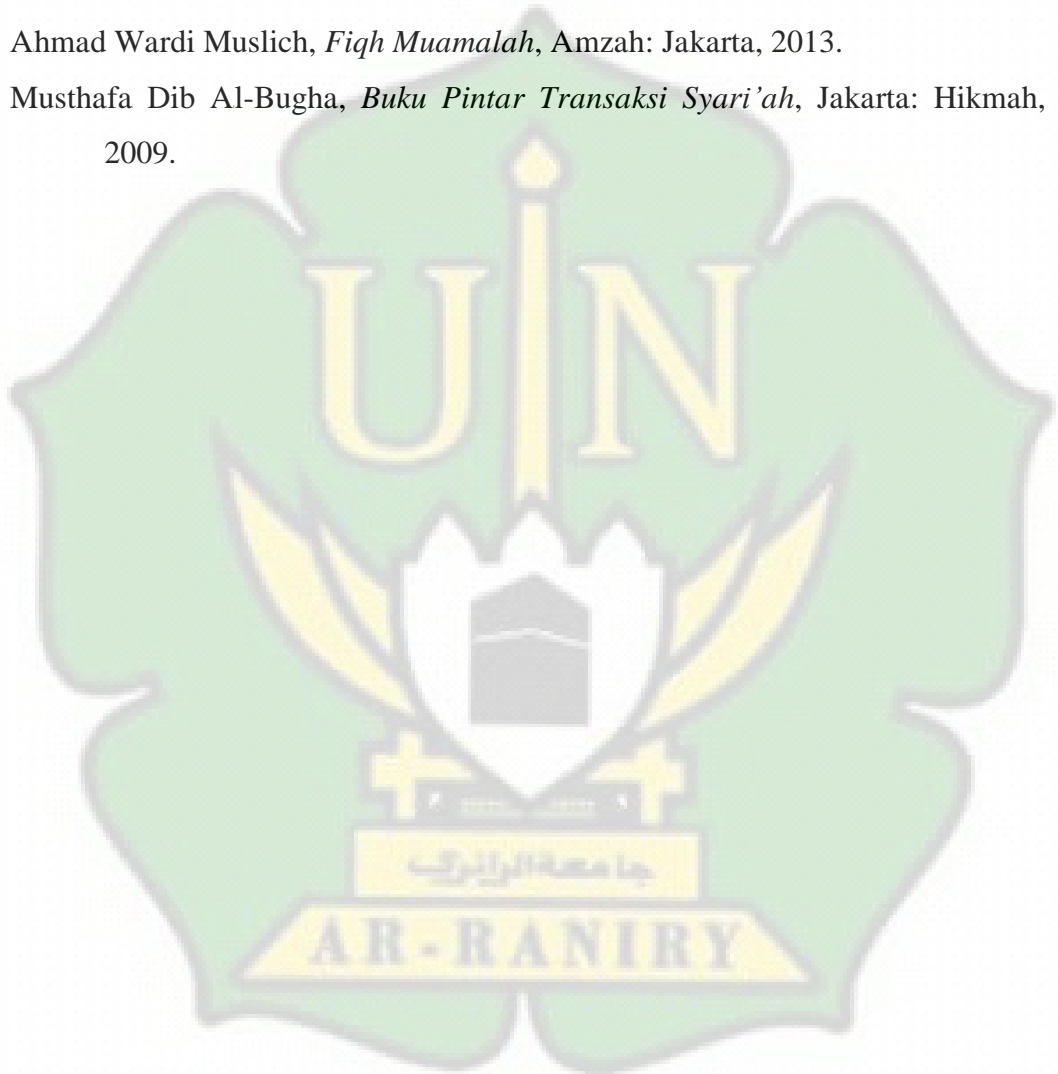 Ahmad Wardi Muslich, Fiqh Muamalah, Amzah: Jakarta, 2013.
Musthafa Dib Al-Bugha, Buku Pintar Transaksi Syari’ah, Jakarta: Hikmah,
2009.
UIN
جامعة الرانري
AR-RANIRY